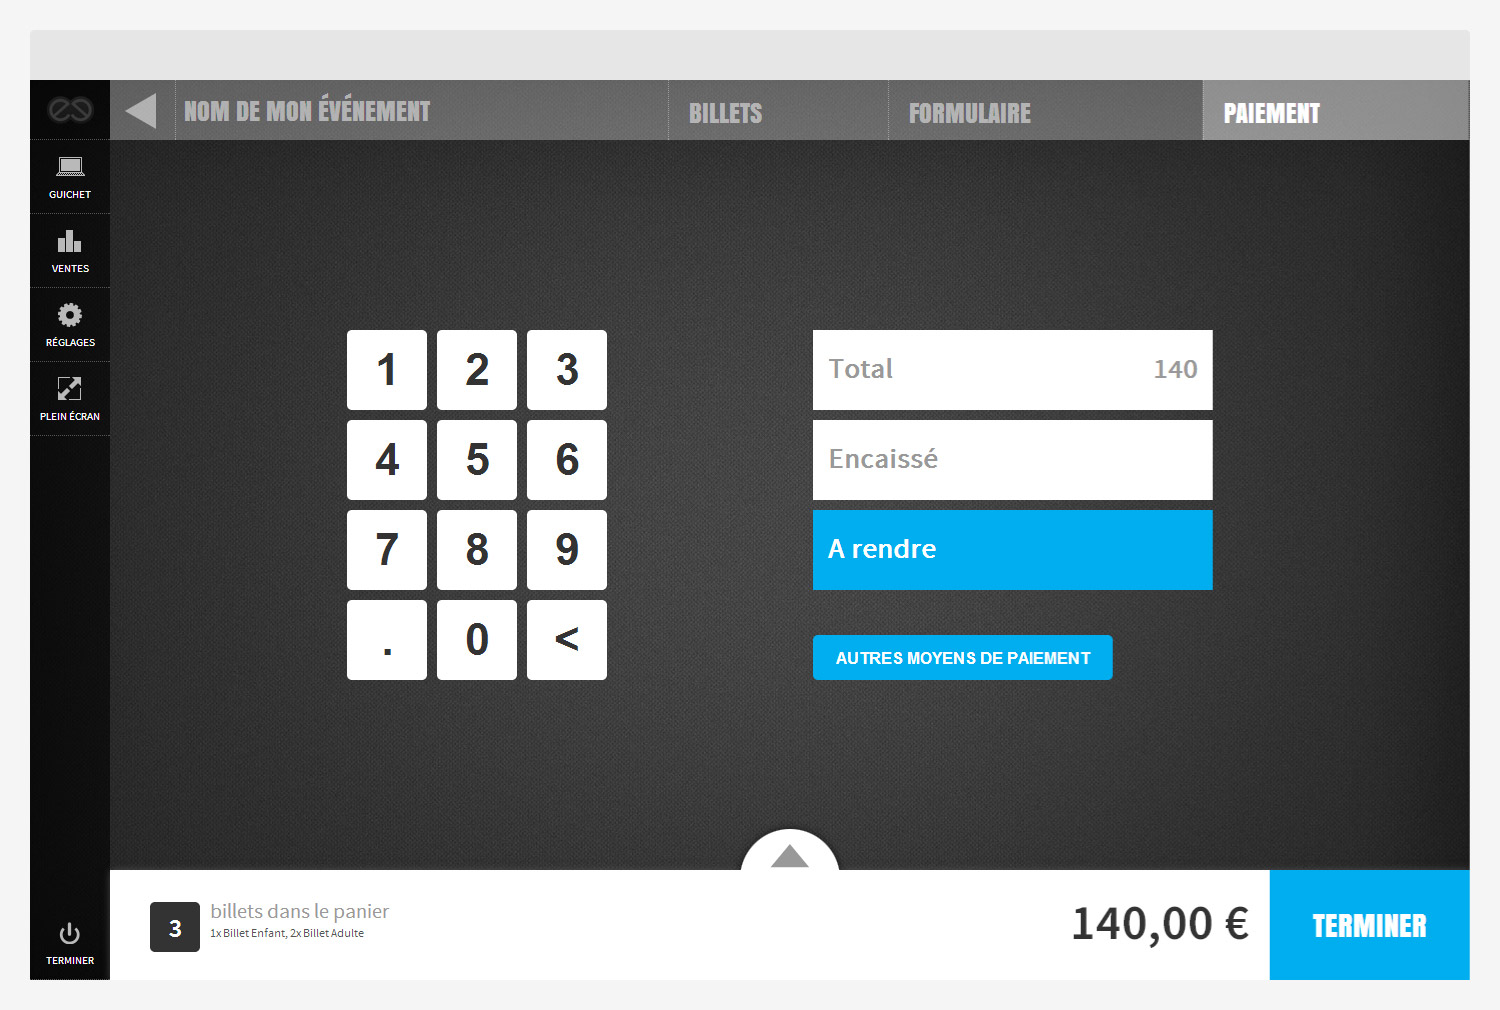 NOM DE MON ÉVÉNEMENT
BILLETS
FORMULAIRE
PAIEMENT
GUICHET
VENTES
RÉGLAGES
PLEIN ÉCRAN
TERMINER
1 2 3
4 5 6
7 8 9
. 0 <
Total 140
Encaissé
A rendre
AUTRES MOYENS DE PAIEMENT
3
billets dans le panier
1x Billet Enfant, 2x Billet Adulte
140,00 €
TERMINER